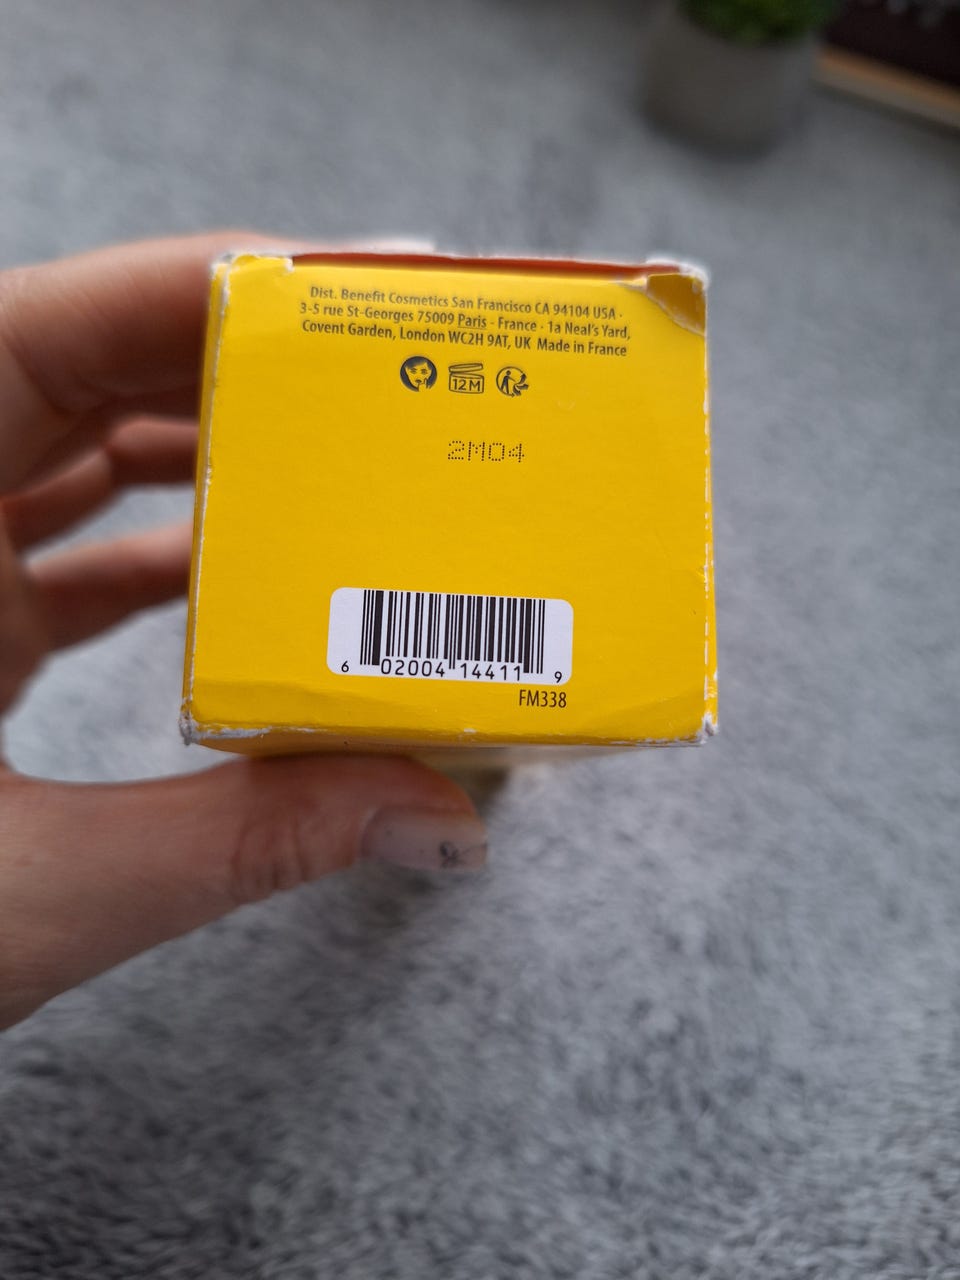 Dist. Benefit Cosmetics San Francisco CA 94104 USA ·
3-5 rue St-Georges 75009 Paris - France · 1a Neal's Yard,
Covent Garden, London WC2H 9AT, UK Made in France
12M
2M04
6 02004 14411 9
FM338